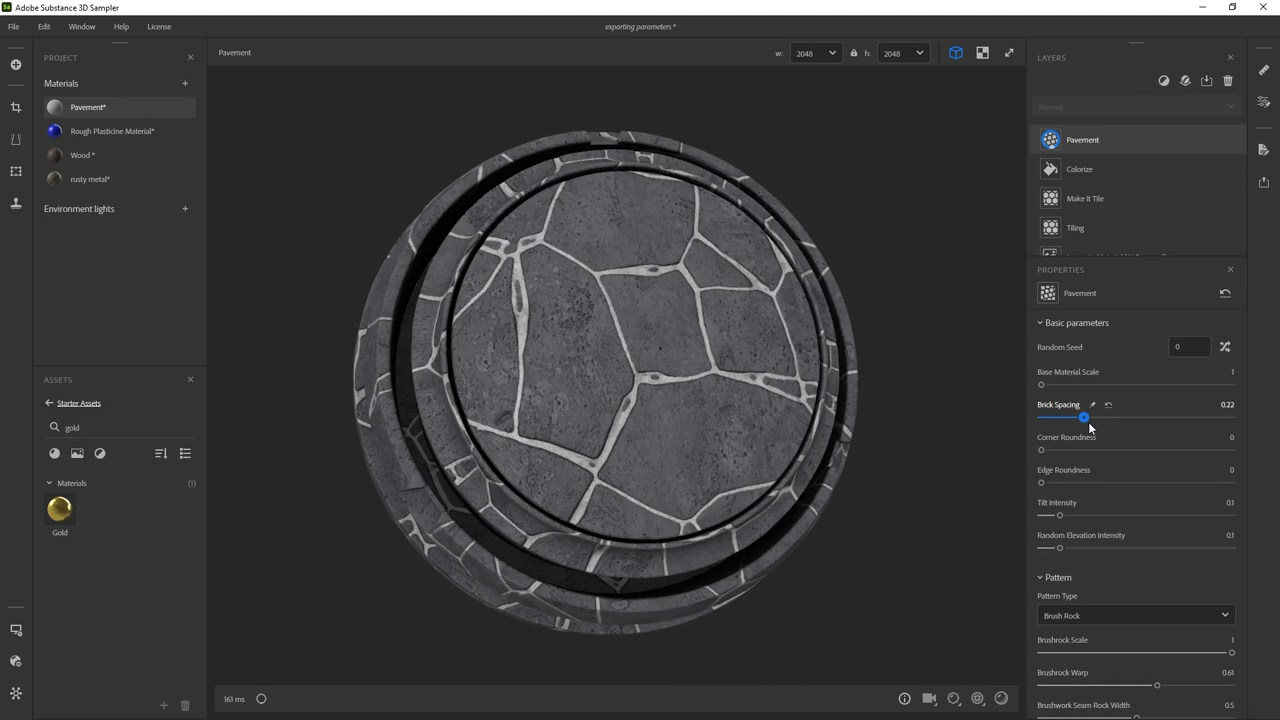 Sa Adobe Substance 3D Sampler
File Edit Window Help License
exporting parameters*
PROJECT
Materials
Pavement*
Rough Plasticine Material*
Wood *
rusty metal*
Environment lights
ASSETS
Starter Assets
gold
Materials (1)
Gold
Pavement
w: 2048 h: 2048
161 ms
LAYERS
Normal
Pavement
Colorize
Make It Tile
Tiling
PROPERTIES
Pavement
Basic parameters
Random Seed 0
Base Material Scale 1
Brick Spacing 0.22
Corner Roundness 0
Edge Roundness 0
Tilt Intensity 0.1
Random Elevation Intensity 0.1
Pattern
Pattern Type
Brush Rock
Brushrock Scale 1
Brushrock Warp 0.61
Brushwork Seam Rock Width 0.5